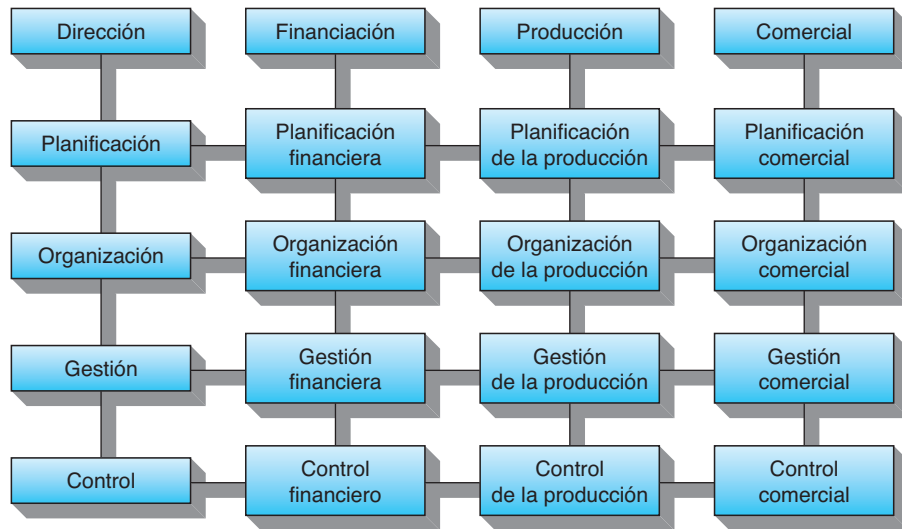 Dirección
Financiación
Producción
Comercial
Planificación
Planificación
financiera
Planificación
de la producción
Planificación
comercial
Organización
Organización
financiera
Organización
de la producción
Organización
comercial
Gestión
Gestión
financiera
Gestión
de la producción
Gestión
comercial
Control
Control
financiero
Control
de la producción
Control
comercial